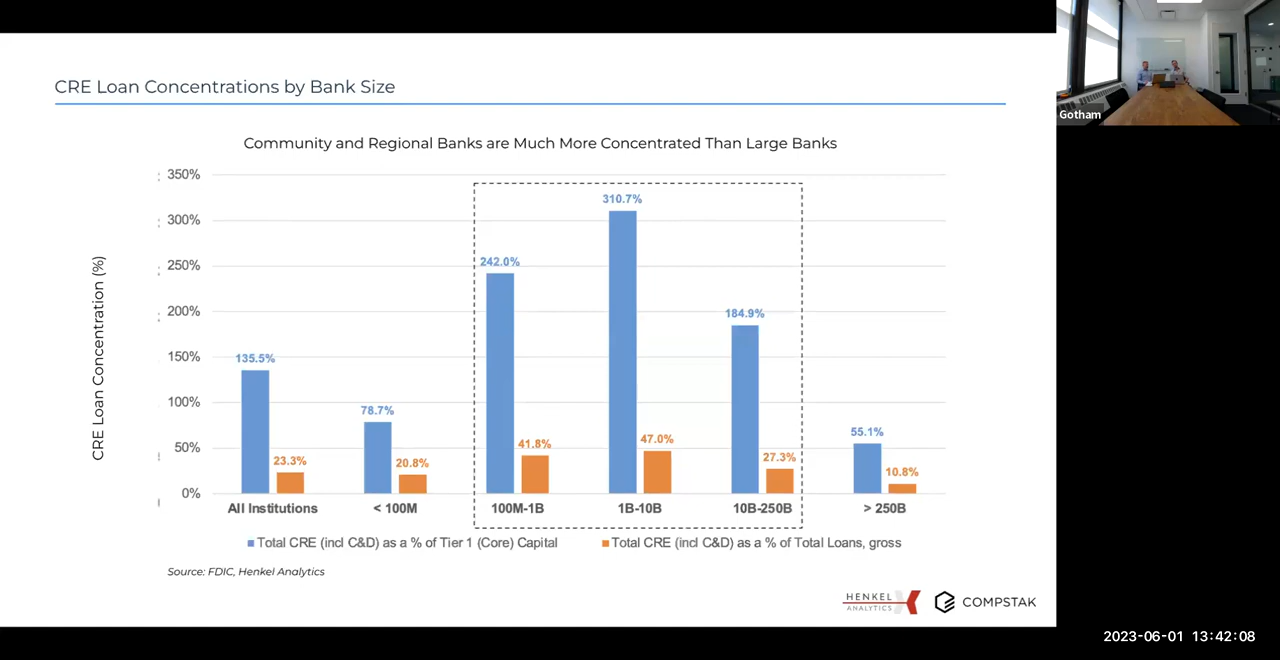 CRE Loan Concentrations by Bank Size
Community and Regional Banks are Much More Concentrated Than Large Banks
CRE Loan Concentration (%)
350%
300%
250%
200%
150%
100%
50%
0%
135.5%
23.3%
78.7%
20.8%
242.0%
41.8%
310.7%
47.0%
184.9%
27.3%
55.1%
10.8%
All Institutions
< 100M
100M-1B
1B-10B
10B-250B
> 250B
Total CRE (incl C&D) as a % of Tier 1 (Core) Capital
Total CRE (incl C&D) as a % of Total Loans, gross
Source: FDIC, Henkel Analytics
HENKEL
ANALYTICS
COMPSTAK
Gotham
2023-06-01 13:42:08